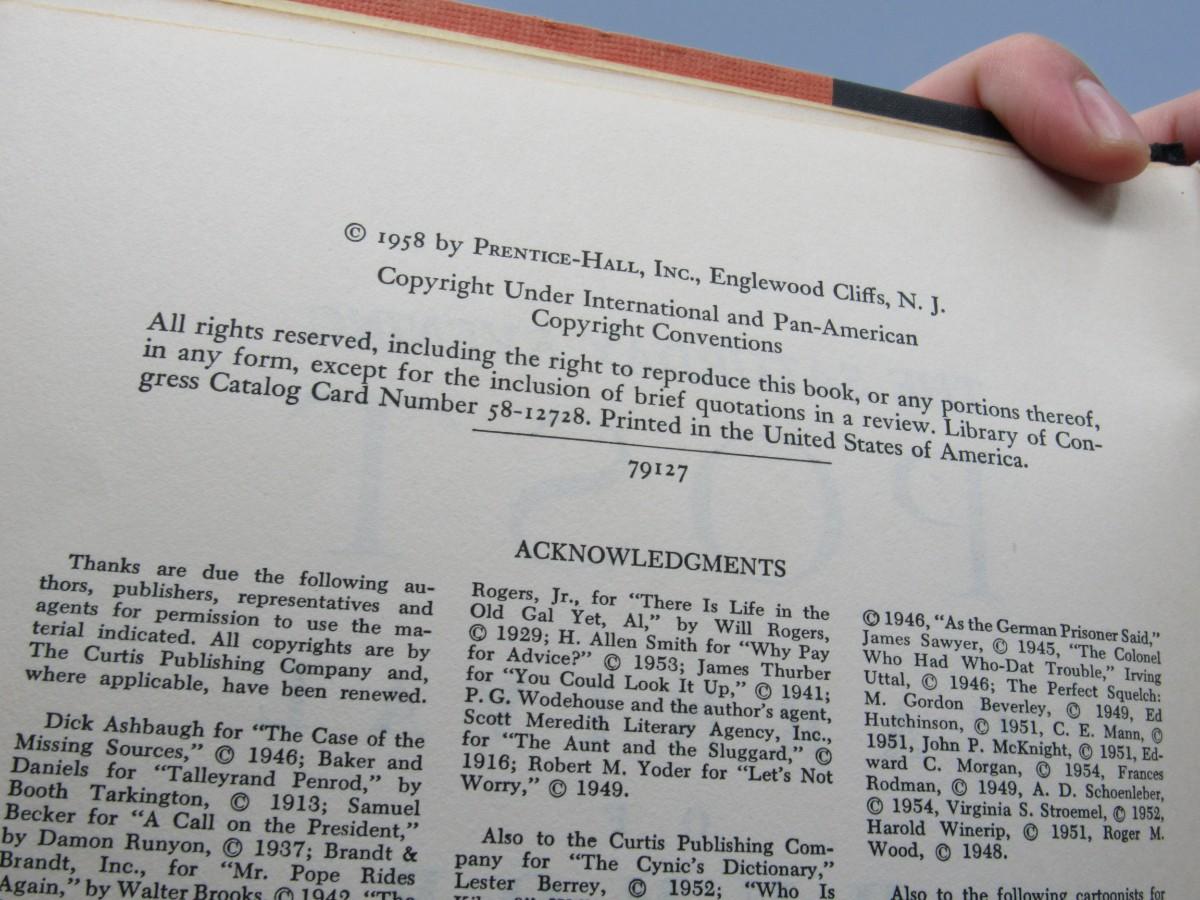 © 1958 by PRENTICE-HALL, INC., Englewood Cliffs, N. J.
Copyright Under International and Pan-American
Copyright Conventions
All rights reserved, including the right to reproduce this book, or any portions thereof,
in any form, except for the inclusion of brief quotations in a review. Library of Con-
gress Catalog Card Number 58-12728. Printed in the United States of America.
79127
ACKNOWLEDGMENTS
Thanks are due the following au-
thors, publishers, representatives and
agents for permission to use the ma-
terial indicated. All copyrights are by
The Curtis Publishing Company and,
where applicable, have been renewed.
Dick Ashbaugh for "The Case of the
Missing Sources," © 1946; Baker and
Daniels for "Talleyrand Penrod," by
Booth Tarkington, © 1913; Samuel
Becker for "A Call on the President,"
by Damon Runyon, © 1937; Brandt &
Brandt, Inc., for "Mr. Pope Rides
Again," by Walter Brooks, © 1942, "The
Rogers, Jr., for "There Is Life in the
Old Gal Yet, Al," by Will Rogers,
© 1929; H. Allen Smith for "Why Pay
for Advice?" © 1953; James Thurber
for "You Could Look It Up," © 1941;
P. G. Wodehouse and the author's agent,
Scott Meredith Literary Agency, Inc.,
for "The Aunt and the Sluggard," ©
1916; Robert M. Yoder for "Let's Not
Worry," © 1949.
Also to the Curtis Publishing Com-
pany for "The Cynic's Dictionary,"
Lester Berrey, © 1952; "Who Is
© 1946, "As the German Prisoner Said,"
James Sawyer, © 1945, "The Colonel
Who Had Who-Dat Trouble," Irving
Uttal, © 1946; The Perfect Squelch:
M. Gordon Beverley, © 1949, Ed
Hutchinson, © 1951, C. E. Mann, ©
1951, John P. McKnight, © 1951, Ed-
ward C. Morgan, © 1954, Frances
Rodman, © 1949, A. D. Schoenleber,
© 1954, Virginia S. Stroemel, © 1952,
Harold Winerip, © 1951, Roger M.
Wood, © 1948.
Also to the following cartoonists for